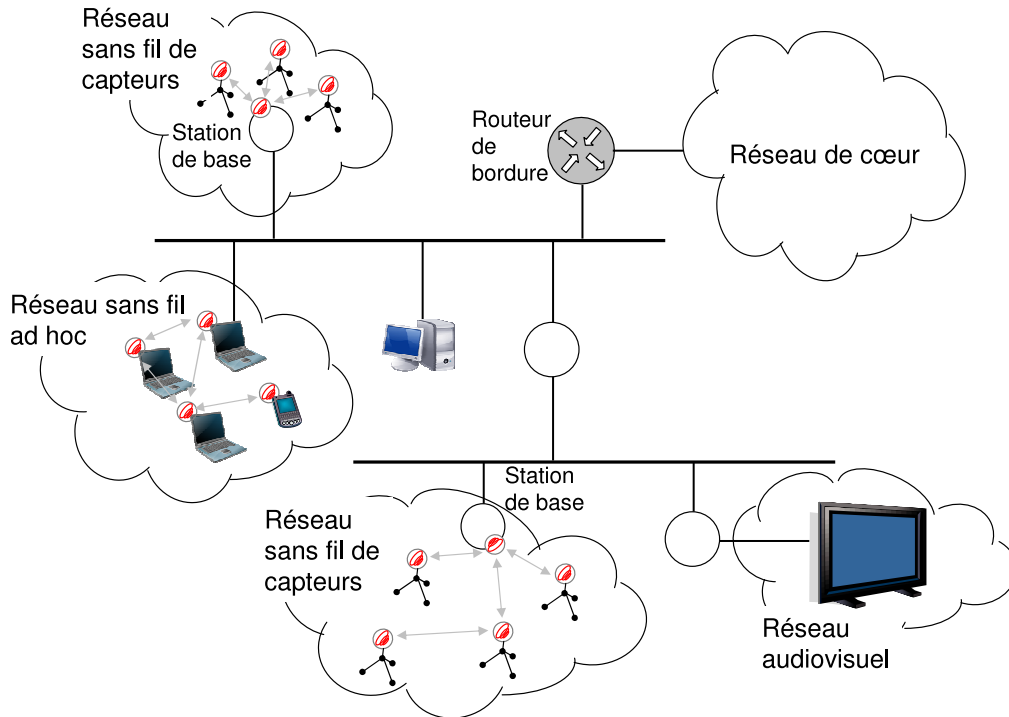 Réseau
sans fil de
capteurs
Station
de base
Routeur
de
bordure
Réseau de cœur
Réseau sans fil
ad hoc
Station
de base
Réseau
sans fil de
capteurs
Réseau
audiovisuel